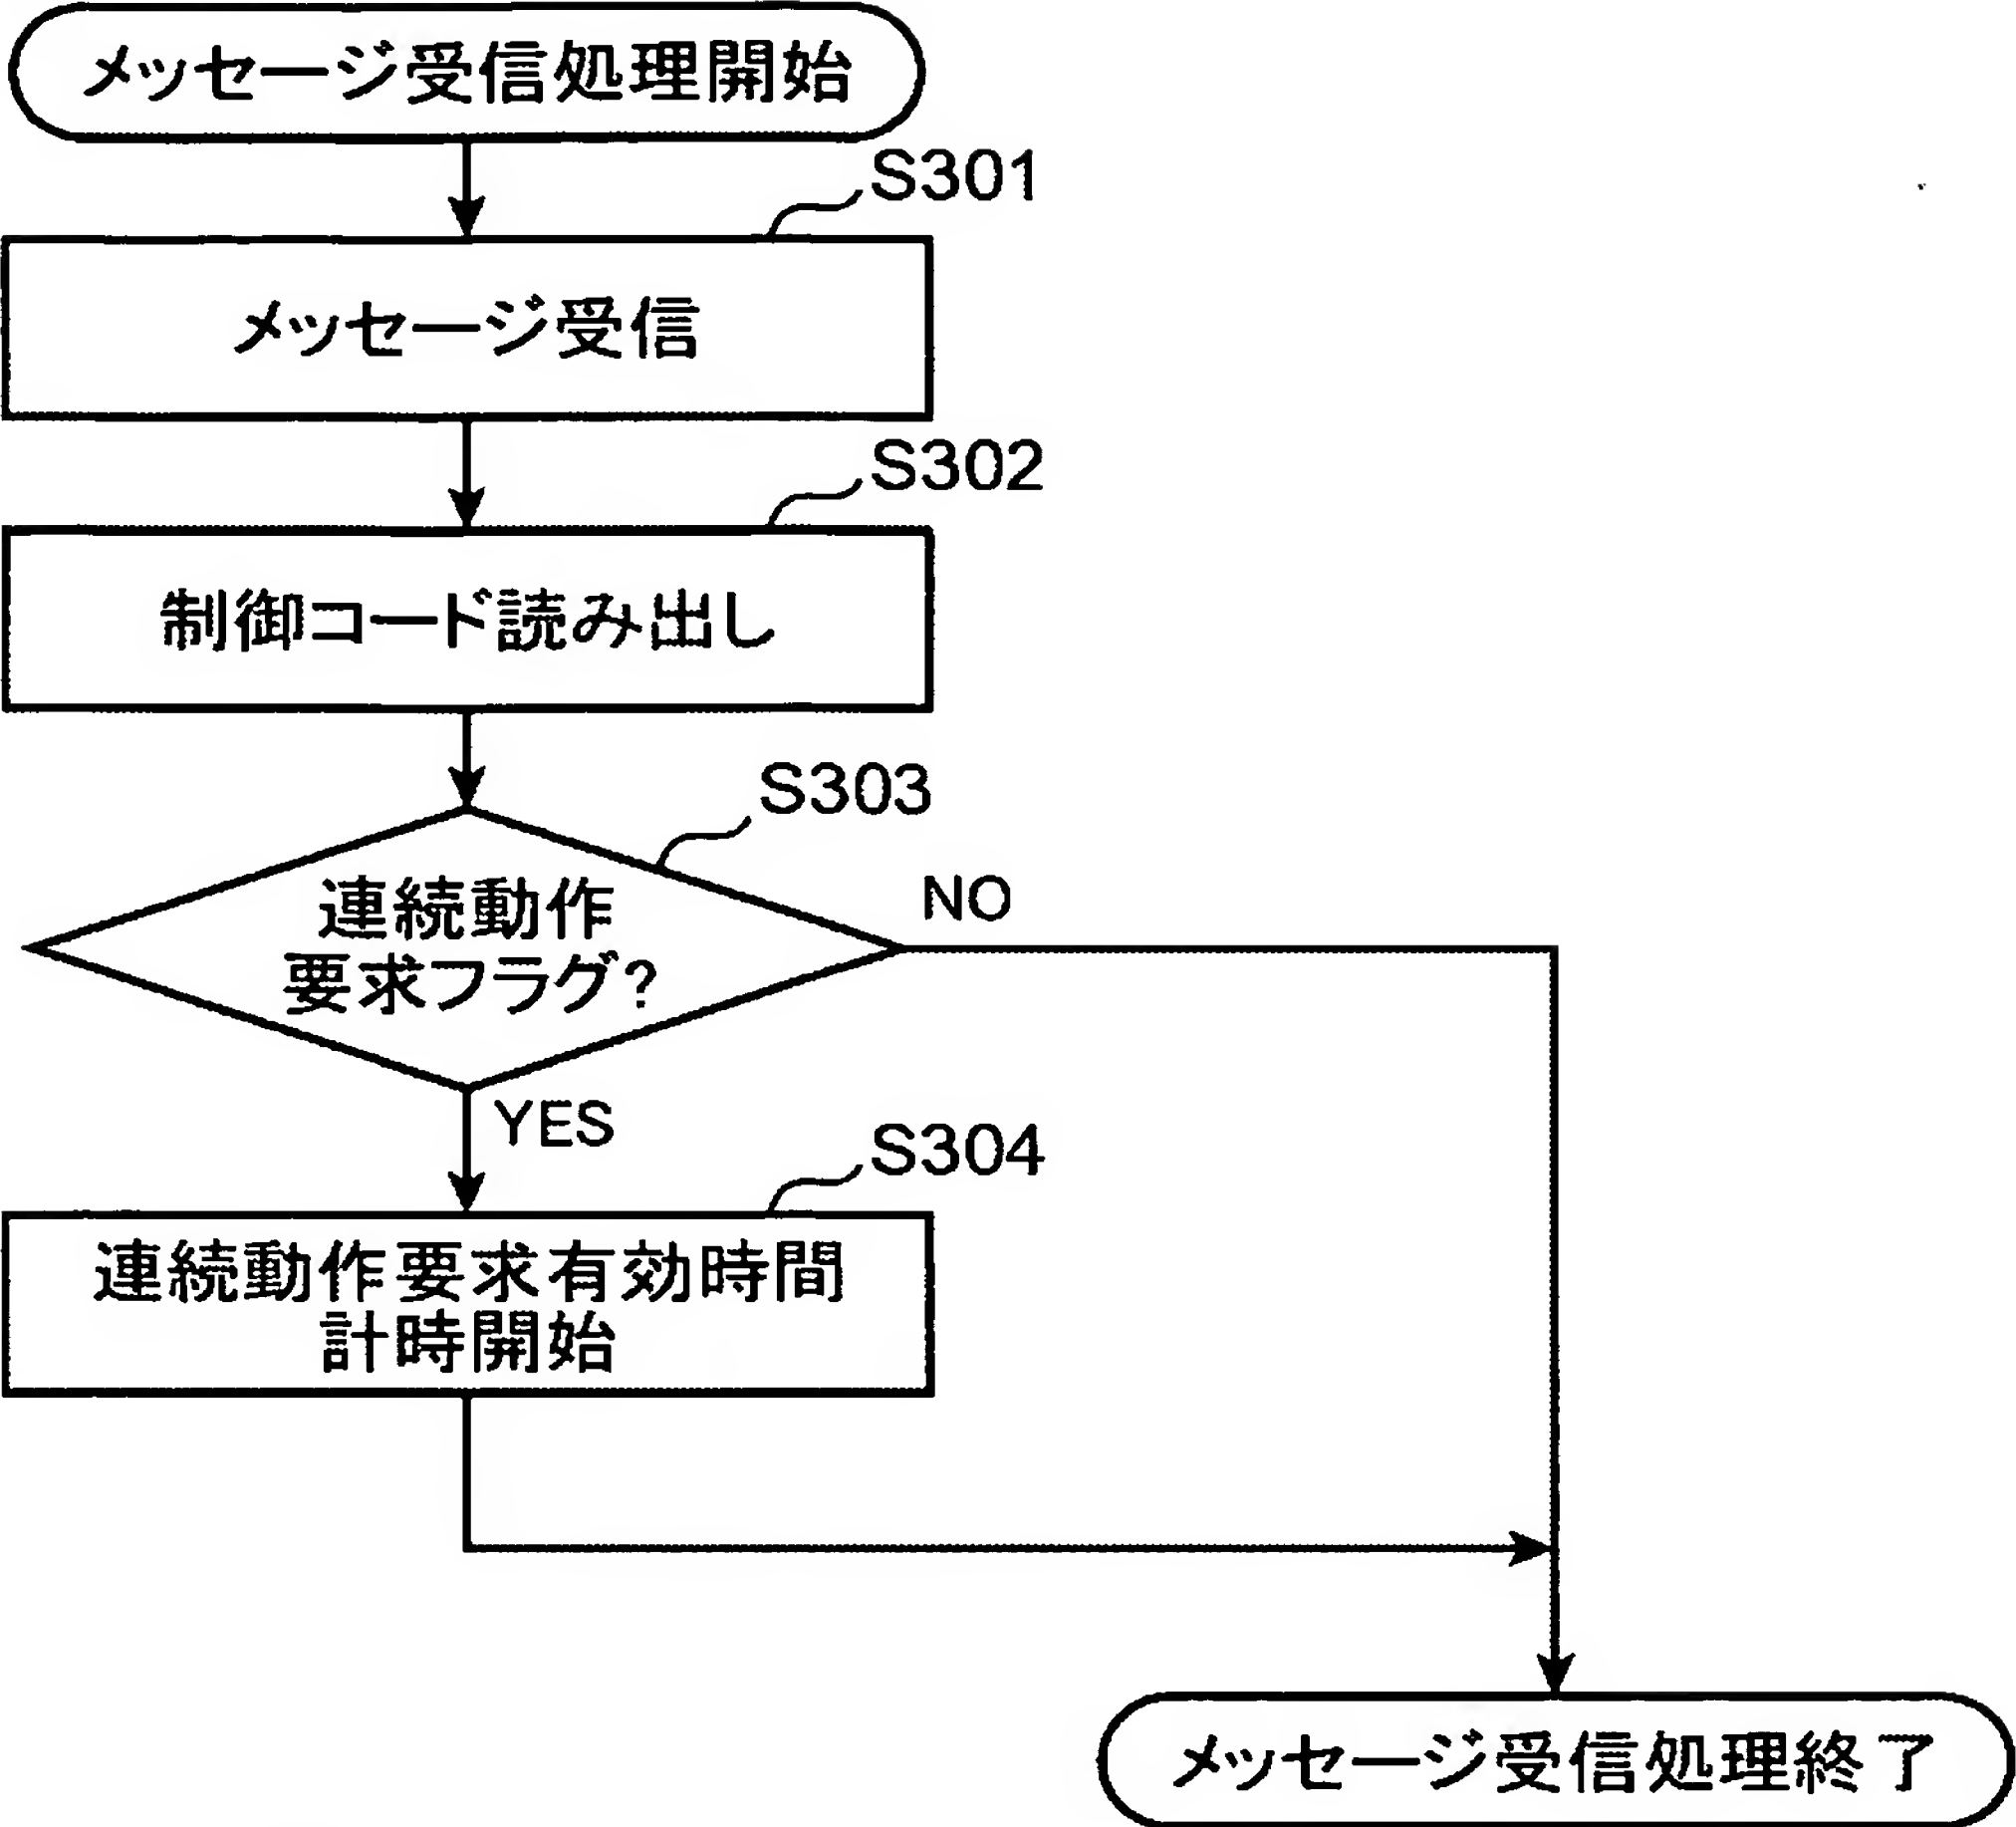 メッセージ受信処理開始
S301
メッセージ受信
S302
制御コード読み出し
S303
連続動作
要求フラグ?
NO
YES
S304
連続動作要求有効時間
計時開始
メッセージ受信処理終了